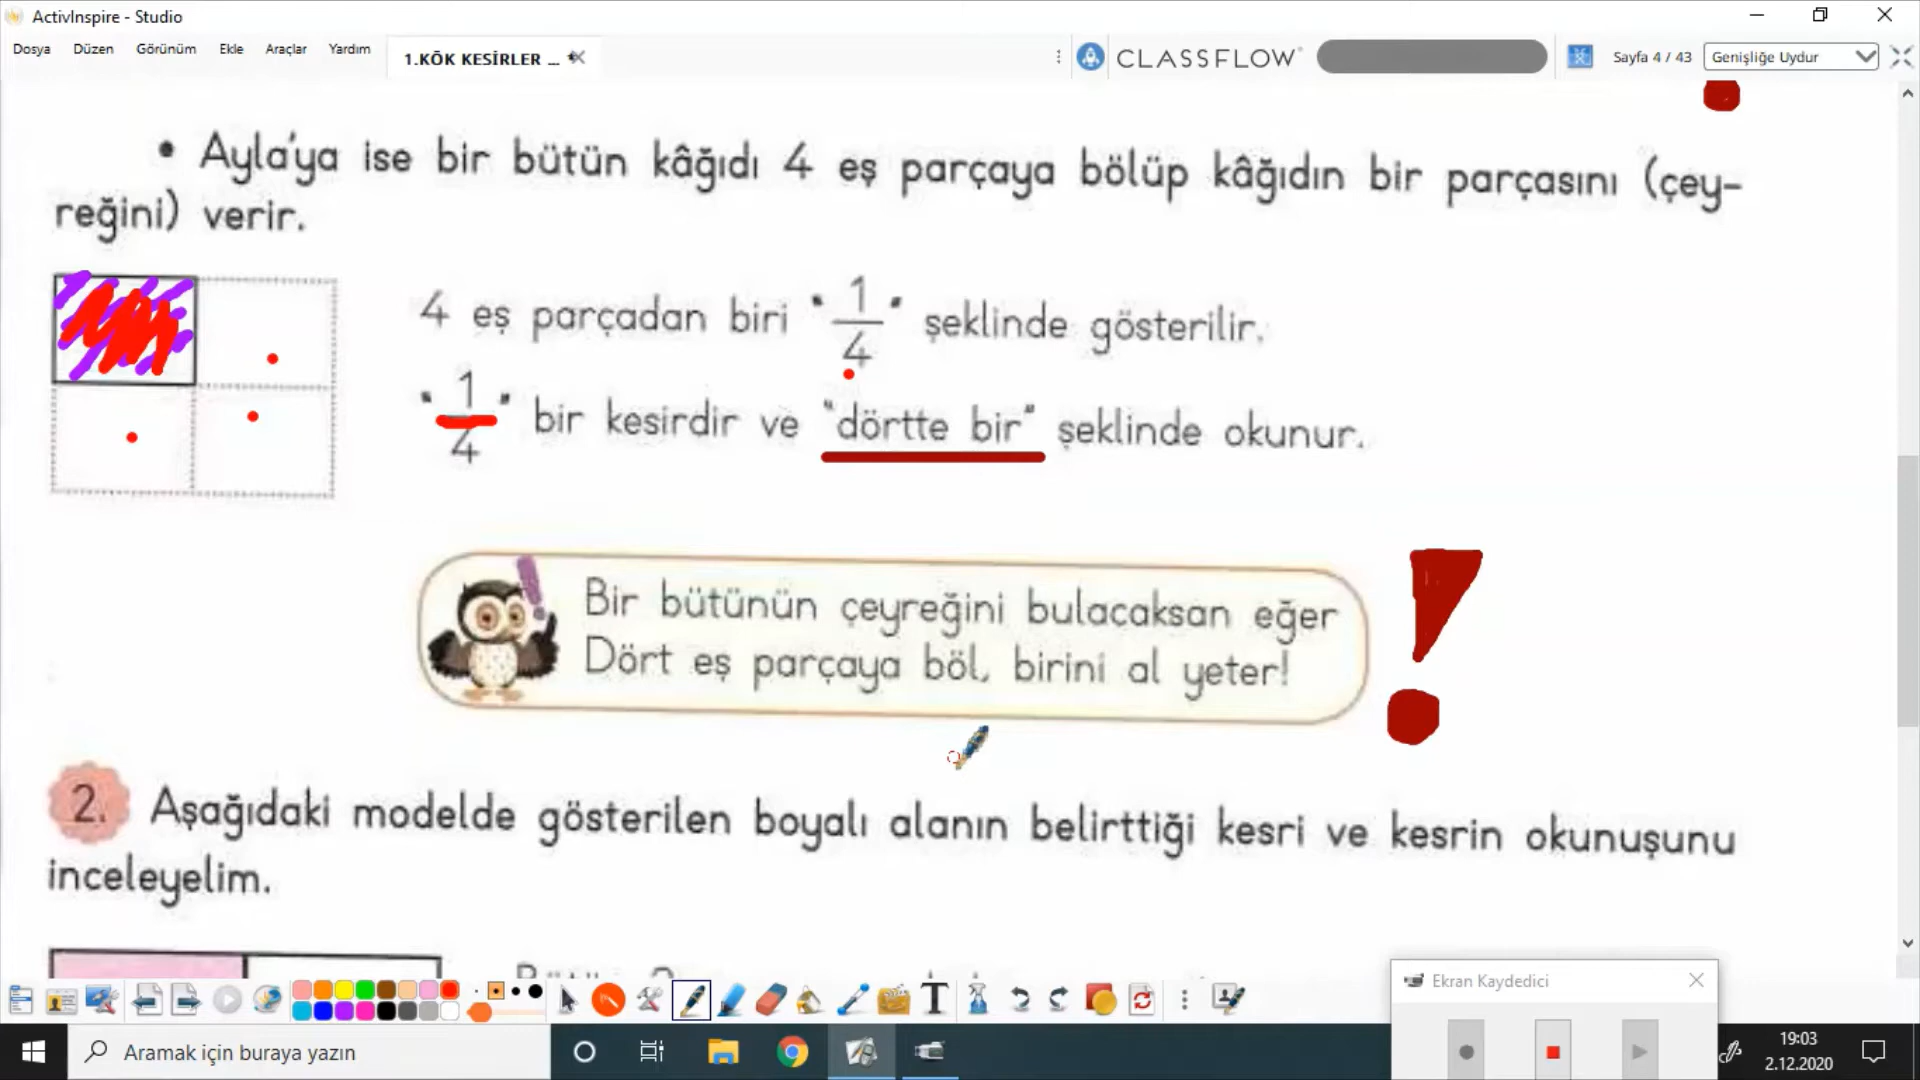 ActivInspire - Studio
Dosya Düzen Görünüm Ekle Araçlar Yardım
1.KÖK KESİRLER ...
CLASSFLOW
Sayfa 4 / 43
Genişliğe Uydur
• Ayla'ya ise bir bütün kâğıdı 4 eş parçaya bölüp kâğıdın bir parçasını (çey-
reğini) verir.
4 eş parçadan biri "1/4" şeklinde gösterilir.
"1/4" bir kesirdir ve "dörtte bir" şeklinde okunur.
Bir bütünün çeyreğini bulacaksan eğer
Dört eş parçaya böl, birini al yeter!
!
2. Aşağıdaki modelde gösterilen boyalı alanın belirttiği kesri ve kesrin okunuşunu
inceleyelim.
Ekran Kaydedici
Aramak için buraya yazın
19:03
2.12.2020